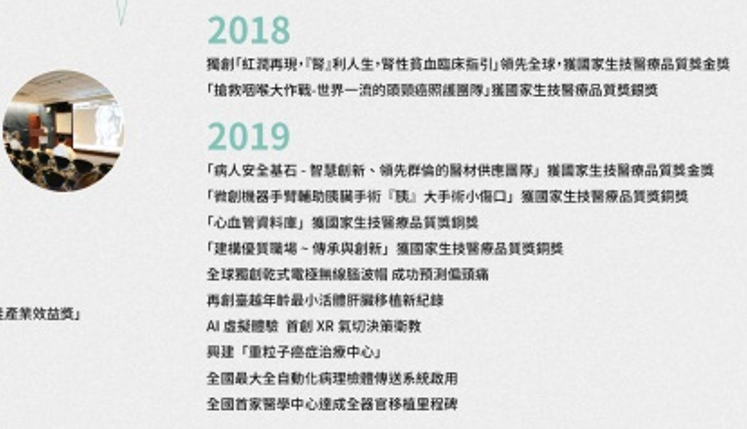 2018
獨創「紅潤再現，『腎』利人生，腎性貧血臨床指引」領先全球，獲國家生技醫療品質獎金獎
「搶救咽喉大作戰-世界一流的頭頸癌照護團隊」獲國家生技醫療品質獎銀獎
2019
「病人安全基石 - 智慧創新、領先群倫的醫材供應團隊」獲國家生技醫療品質獎金獎
「微創機器手臂輔助胰臟手術『胰』大手術小傷口」獲國家生技醫療品質獎銅獎
「心血管資料庫」獲國家生技醫療品質獎銅獎
「建構優質職場 ~ 傳承與創新」獲國家生技醫療品質獎銅獎
全球獨創乾式電極無線腦波帽 成功預測偏頭痛
再創臺越年齡最小活體肝臟移植新紀錄
產業效益獎」
AI 虛擬體驗 首創 XR 氣切決策衛教
興建「重粒子癌症治療中心」
全國最大全自動化病理檢體傳送系統啟用
全國首家醫學中心達成全器官移植里程碑